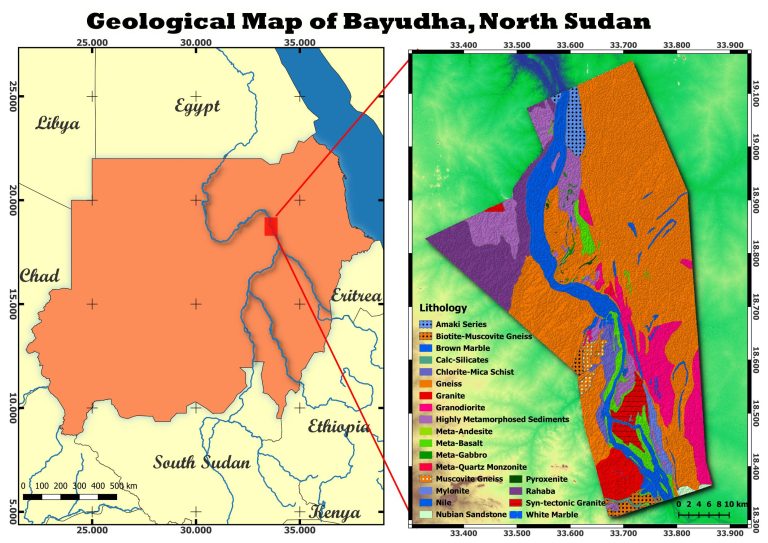 Geological Map of Bayudha, North Sudan
25.000 30.000 35.000
33.400 33.500 33.600 33.700 33.800 33.900
25.000
20.000
15.000
10.000
5.000
Libya
Egypt
Chad
Eritrea
Ethiopia
South Sudan
Kenya
0 100 200 300 400 500 km
25.000 30.000 35.000
19.100
19.000
18.900
18.800
18.700
18.600
18.500
18.400
18.300
Lithology
Amaki Series
Biotite-Muscovite Gneiss
Brown Marble
Calc-Silicates
Chlorite-Mica Schist
Gneiss
Granite
Granodiorite
Highly Metamorphosed Sediments
Meta-Andesite
Meta-Basalt
Meta-Gabbro
Meta-Quartz Monzonite
Muscovite Gneiss
Mylonite
Nile
Nubian Sandstone
Pyroxenite
Rahaba
Syn-tectonic Granite
White Marble
0 2 4 6 8 10 km
33.400 33.500 33.600 33.700 33.800 33.900